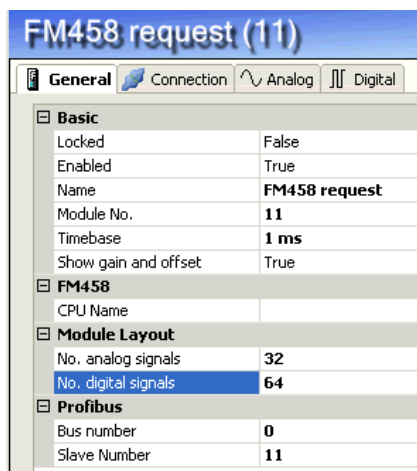 FM458 request (11)
General Connection Analog Digital
Basic
Locked False
Enabled True
Name FM458 request
Module No. 11
Timebase 1 ms
Show gain and offset True
FM458
CPU Name
Module Layout
No. analog signals 32
No. digital signals 64
Profibus
Bus number 0
Slave Number 11